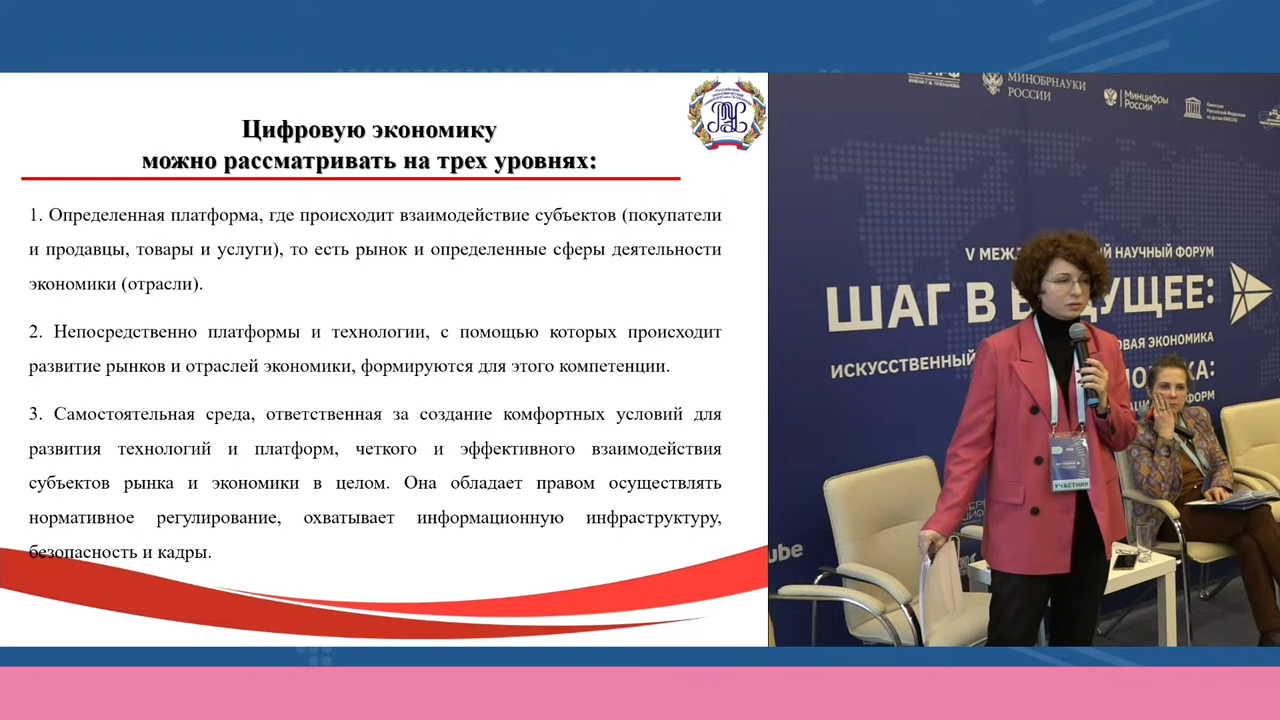 Цифровую экономику
можно рассматривать на трех уровнях:
1. Определенная платформа, где происходит взаимодействие субъектов (покупатели
и продавцы, товары и услуги), то есть рынок и определенные сферы деятельности
экономики (отрасли).
2. Непосредственно платформы и технологии, с помощью которых происходит
развитие рынков и отраслей экономики, формируются для этого компетенции.
3. Самостоятельная среда, ответственная за создание комфортных условий для
развития технологий и платформ, четкого и эффективного взаимодействия
субъектов рынка и экономики в целом. Она обладает правом осуществлять
нормативное регулирование, охватывает информационную инфраструктуру,
безопасность и кадры.
МИНОБРНАУКИ
РОССИИ
Минцифры
России
V НАУЧНЫЙ ФОРУМ
ШАГ В
ИСКУССТВЕННЫЙ
ЭКОНОМИКА
УЧАСТНИК
ube